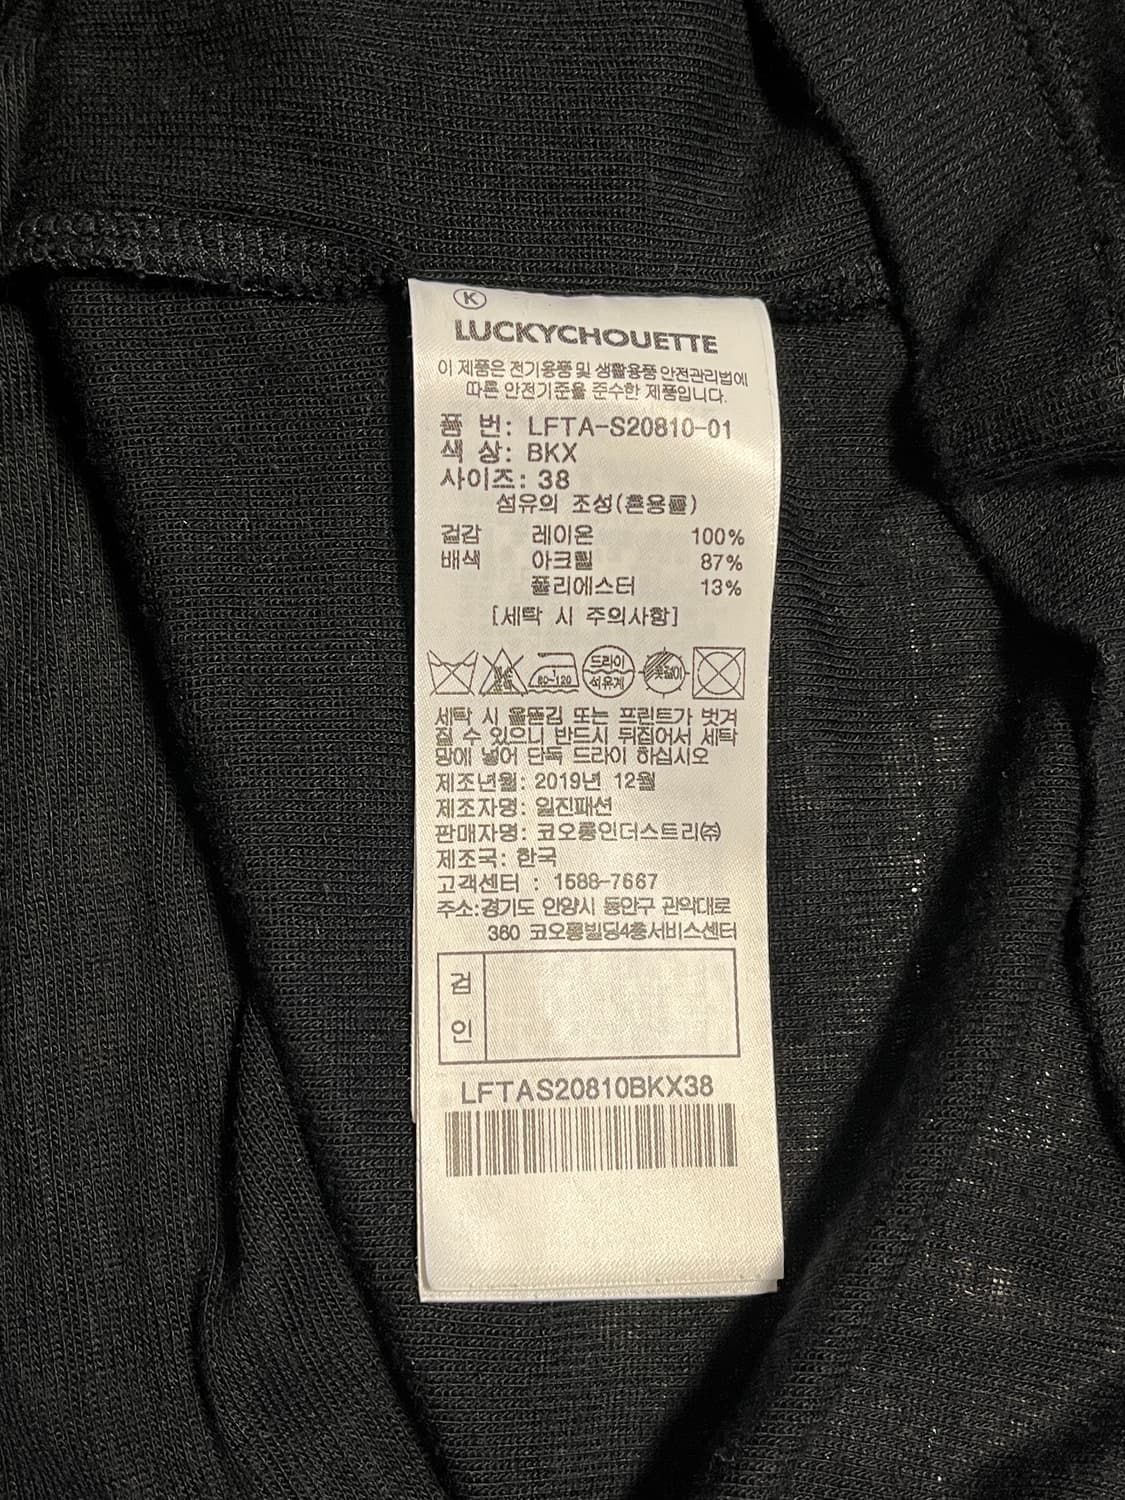 K
LUCKYCHOUETTE
이 제품은 전기용품 및 생활용품 안전관리법에
따른 안전기준을 준수한 제품입니다.
품 번: LFTA-S20810-01
색 상: BKX
사이즈: 38
섬유의 조성(혼용률)
겉감 레이온 100%
배색 아크릴 87%
폴리에스터 13%
[세탁 시 주의사항]
1 80-120 드라이 석유계 옷걸이
세탁 시 올뜯김 또는 프린트가 벗겨
질 수 있으니 반드시 뒤집어서 세탁
망에 넣어 단독 드라이 하십시오
제조년월: 2019년 12월
제조자명: 일진패션
판매자명: 코오롱인더스트리㈜
제조국: 한국
고객센터 : 1588-7667
주소:경기도 안양시 동안구 관악대로
360 코오롱빌딩4층서비스센터
검
인
LFTAS20810BKX38